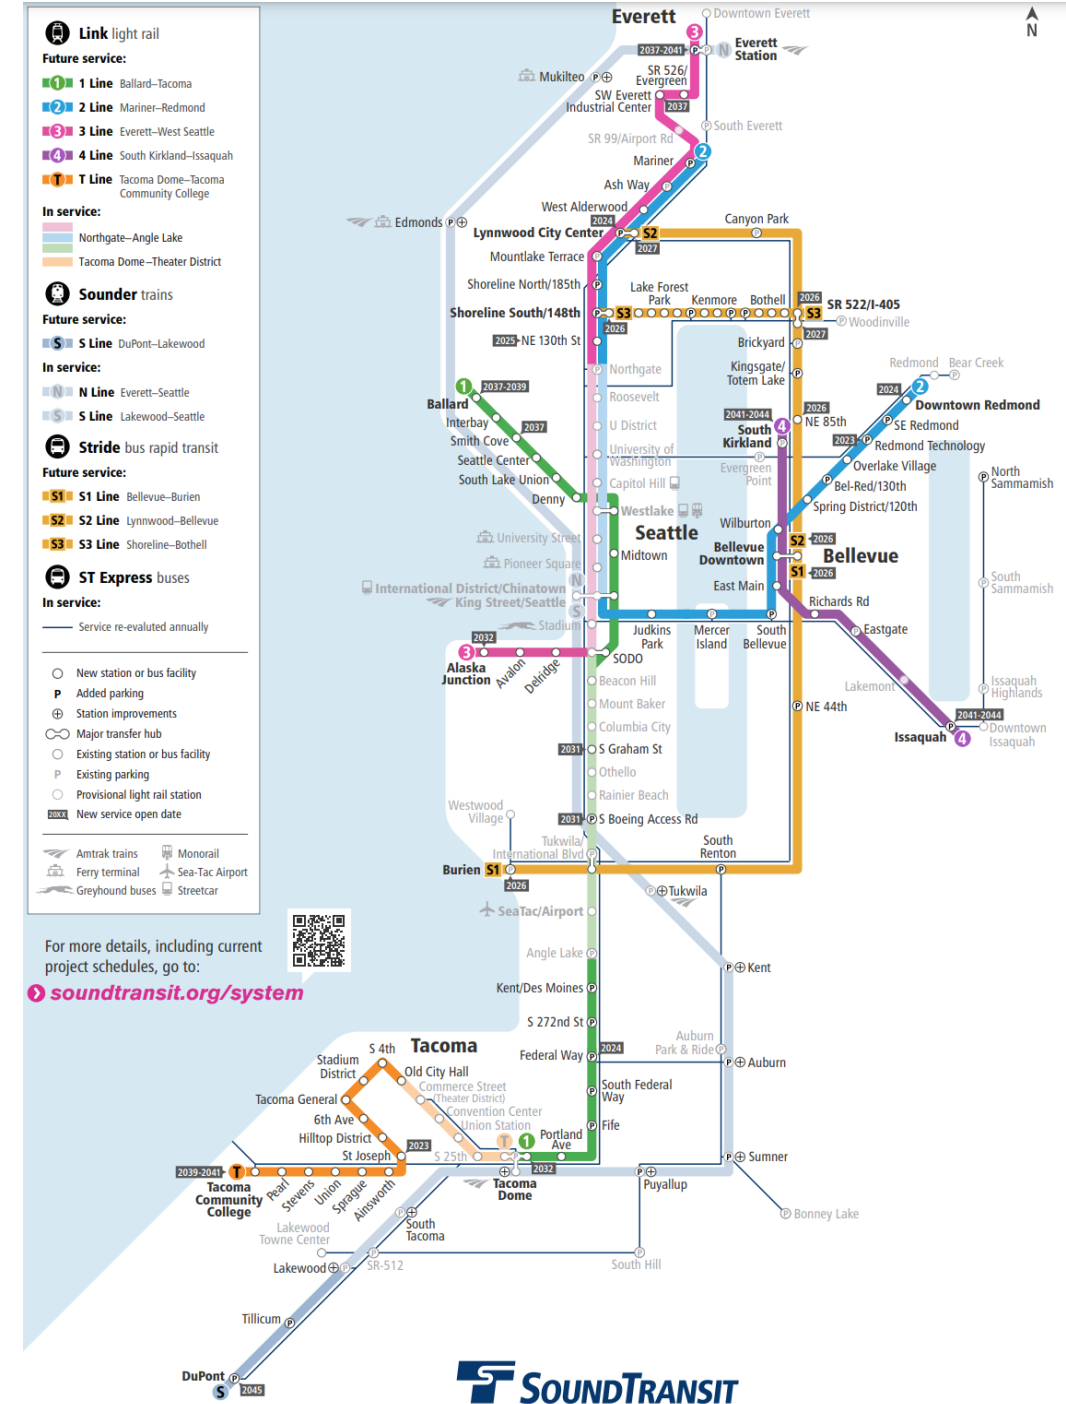 Link light rail
Future service:
1 1 Line Ballard–Tacoma
2 2 Line Mariner–Redmond
3 3 Line Everett–West Seattle
4 4 Line South Kirkland–Issaquah
T T Line Tacoma Dome–Tacoma
Community College
In service:
Northgate–Angle Lake
Tacoma Dome–Theater District
Sounder trains
Future service:
S S Line DuPont–Lakewood
In service:
N N Line Everett–Seattle
S S Line Lakewood–Seattle
Stride bus rapid transit
Future service:
S1 S1 Line Bellevue–Burien
S2 S2 Line Lynnwood–Bellevue
S3 S3 Line Shoreline–Bothell
ST Express buses
In service:
Service re-evaluted annually
New station or bus facility
P Added parking
Station improvements
Major transfer hub
Existing station or bus facility
P Existing parking
Provisional light rail station
20XX New service open date
Amtrak trains
Monorail
Ferry terminal
Sea-Tac Airport
Greyhound buses
Streetcar
For more details, including current
project schedules, go to:
soundtransit.org/system
N
Everett
Downtown Everett
3
2037-2041
P
P
N
Everett
Station
Mukilteo P
SR 526/
Evergreen
SW Everett
Industrial Center
2037
P South Everett
SR 99/Airport Rd
Mariner P
2
Ash Way P
West Alderwood
2024
Edmonds P
Lynnwood City Center P
S2
2027
Canyon Park
P
Mountlake Terrace P
Shoreline North/185th P
Lake Forest
Park
Kenmore
Bothell
2026
SR 522/I-405
Shoreline South/148th P
S3
P
P
P
S3
2026
P Woodinville
2027
2025 NE 130th St
Brickyard P
P Northgate
Kingsgate/
Totem Lake P
Redmond
Bear Creek
P
1
2037-2039
Ballard
Roosevelt
2024
2
Downtown Redmond
Interbay
2037
U District
2041-2044
4
2026
NE 85th
P SE Redmond
Smith Cove
South
Kirkland
P
2023 P
Redmond Technology
Seattle Center
University of
Washington
P
Evergreen
Point
Overlake Village
P North
Sammamish
South Lake Union
Capitol Hill
P Bel-Red/130th
Denny
Westlake
Spring District/120th
Seattle
Wilburton
University Street
Midtown
Bellevue
Downtown
S2
2026
Bellevue
Pioneer Square
S1
2026
N
International District/Chinatown
King Street/Seattle
East Main
P South
Sammamish
S
Richards Rd
Stadium
P
P
P Eastgate
Judkins
Park
Mercer
Island
South
Bellevue
2032
3
Alaska
Junction
Avalon
Delridge
SODO
Beacon Hill
Lakemont
P Issaquah
Highlands
Mount Baker
P NE 44th
2041-2044
Columbia City
P
Issaquah
4
Downtown
Issaquah
2031 S Graham St
Othello
Rainier Beach
Westwood
Village
2031 P S Boeing Access Rd
Tukwila/
International Blvd P
South
Renton
P
Burien S1 P
2026
P Tukwila
SeaTac/Airport
Angle Lake P
P Kent
Kent/Des Moines P
S 272nd St P
Auburn
Park & Ride P
Federal Way P
2024
P Auburn
Tacoma
S 4th
Stadium
District
Old City Hall
Commerce Street
(Theater District)
P South Federal
Way
Tacoma General
Convention Center
P Fife
6th Ave
Union Station
Hilltop District
2023
T
1
Portland
Ave
St Joseph
S 25th
P
P Sumner
2032
2039-2041
T
Tacoma
Community
College
Pearl
Stevens
Union
Sprague
Ainsworth
Tacoma
Dome
P
Puyallup
P
South
Tacoma
P Bonney Lake
Lakewood
Towne Center
P
SR-512
P
South Hill
Lakewood P
Tillicum P
DuPont P
S
2045
SOUNDTRANSIT